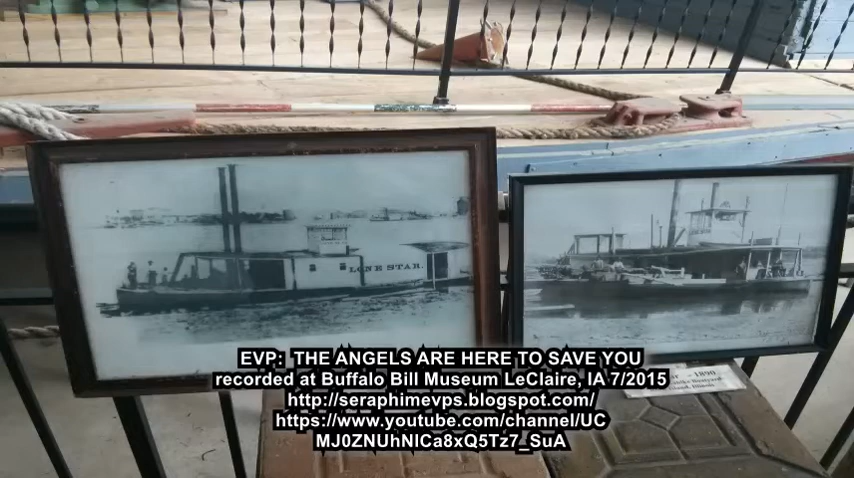 LONE STAR.
EVP: THE ANGELS ARE HERE TO SAVE YOU
recorded at Buffalo Bill Museum LeClaire, IA 7/2015
http://seraphimevps.blogspot.com/
https://www.youtube.com/channel/UC
MJ0ZNUhNICa8xQ5Tz7_SuA
- 1890